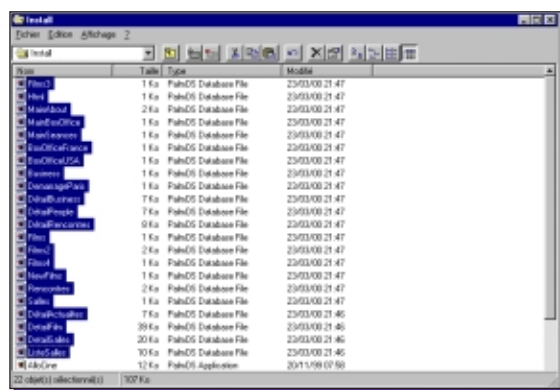 Install
Fichier Edition Affichage ?
Install
Nom Taille Type Modifié
Films3 1 Ko PalmOS Database File 23/03/00 21:47
Html 1 Ko PalmOS Database File 23/03/00 21:47
MainAbout 2 Ko PalmOS Database File 23/03/00 21:47
MainBoxOffice 1 Ko PalmOS Database File 23/03/00 21:47
MainSeances 1 Ko PalmOS Database File 23/03/00 21:47
BoxOfficeFrance 1 Ko PalmOS Database File 23/03/00 21:47
BoxOfficeUSA 1 Ko PalmOS Database File 23/03/00 21:47
Business 1 Ko PalmOS Database File 23/03/00 21:47
DemarragePatis 1 Ko PalmOS Database File 23/03/00 21:47
DetailBusiness 7 Ko PalmOS Database File 23/03/00 21:47
DetailPeople 7 Ko PalmOS Database File 23/03/00 21:47
DetailRencontres 8 Ko PalmOS Database File 23/03/00 21:47
Films 1 Ko PalmOS Database File 23/03/00 21:47
Films2 2 Ko PalmOS Database File 23/03/00 21:47
Films4 1 Ko PalmOS Database File 23/03/00 21:47
NewFilms 1 Ko PalmOS Database File 23/03/00 21:47
Rencontres 2 Ko PalmOS Database File 23/03/00 21:47
Salles 1 Ko PalmOS Database File 23/03/00 21:47
DetailActualites 7 Ko PalmOS Database File 23/03/00 21:46
DetailFilm 39 Ko PalmOS Database File 23/03/00 21:46
DetailSalles 20 Ko PalmOS Database File 23/03/00 21:46
ListeSalles 10 Ko PalmOS Database File 23/03/00 21:46
AlloCine 12 Ko PalmOS Application 20/11/99 07:58
22 objet(s) sélectionné(s) 107 Ko